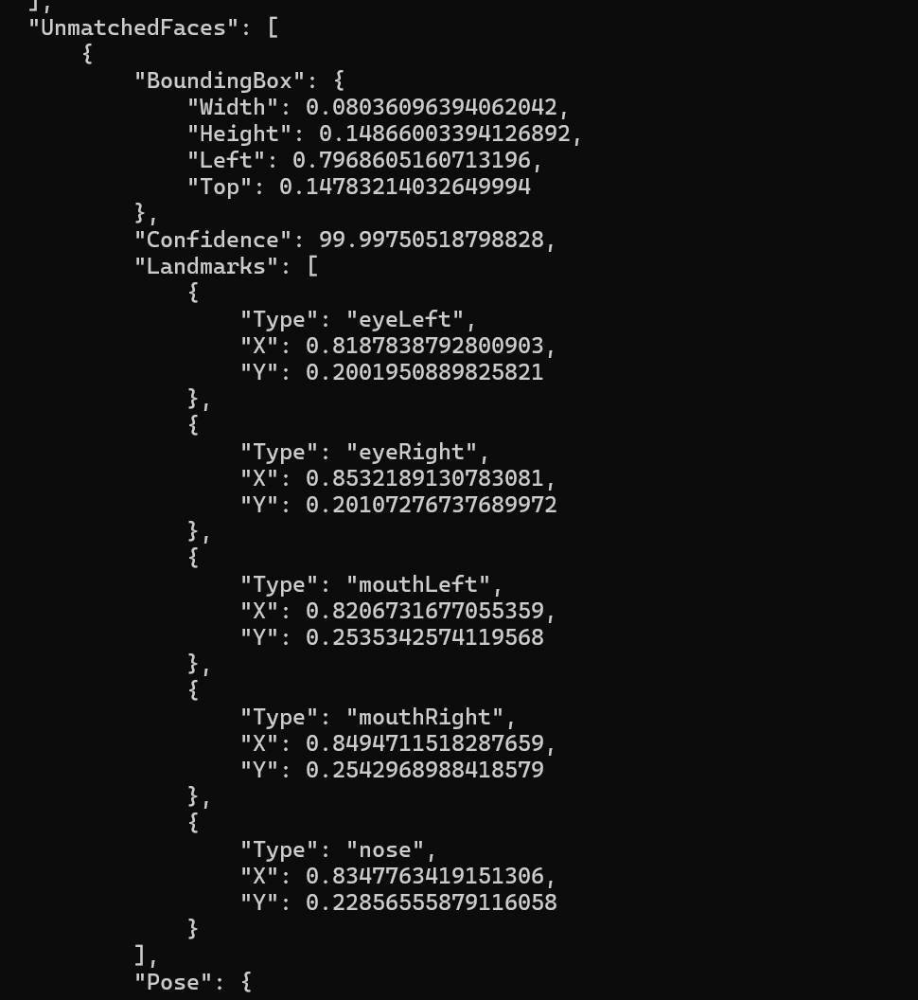 ],
"UnmatchedFaces": [
{
"BoundingBox": {
"Width": 0.08036096394062042,
"Height": 0.14866003394126892,
"Left": 0.7968605160713196,
"Top": 0.14783214032649994
},
"Confidence": 99.99750518798828,
"Landmarks": [
{
"Type": "eyeLeft",
"X": 0.8187838792800903,
"Y": 0.2001950889825821
},
{
"Type": "eyeRight",
"X": 0.8532189130783081,
"Y": 0.20107276737689972
},
{
"Type": "mouthLeft",
"X": 0.8206731677055359,
"Y": 0.2535342574119568
},
{
"Type": "mouthRight",
"X": 0.8494711518287659,
"Y": 0.2542968988418579
},
{
"Type": "nose",
"X": 0.8347763419151306,
"Y": 0.22856555879116058
}
],
"Pose": {